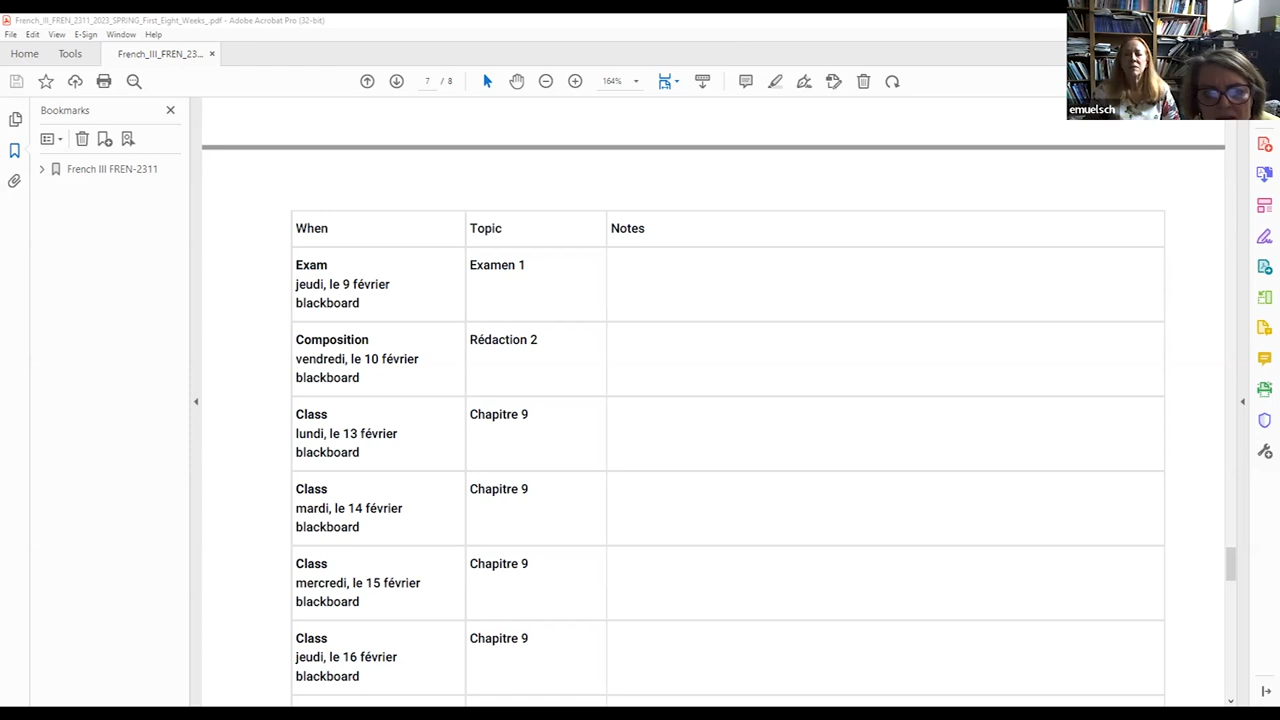 French_III_FREN_2311_2023_SPRING_First_Eight_Weeks_.pdf - Adobe Acrobat Pro (32-bit)
File Edit View E-Sign Window Help
Home Tools French_III_FREN_23... ×
7 / 8 164%
emuelsch
Bookmarks
French III FREN-2311
When Topic Notes
Exam Examen 1
jeudi, le 9 février
blackboard
Composition Rédaction 2
vendredi, le 10 février
blackboard
Class Chapitre 9
lundi, le 13 février
blackboard
Class Chapitre 9
mardi, le 14 février
blackboard
Class Chapitre 9
mercredi, le 15 février
blackboard
Class Chapitre 9
jeudi, le 16 février
blackboard